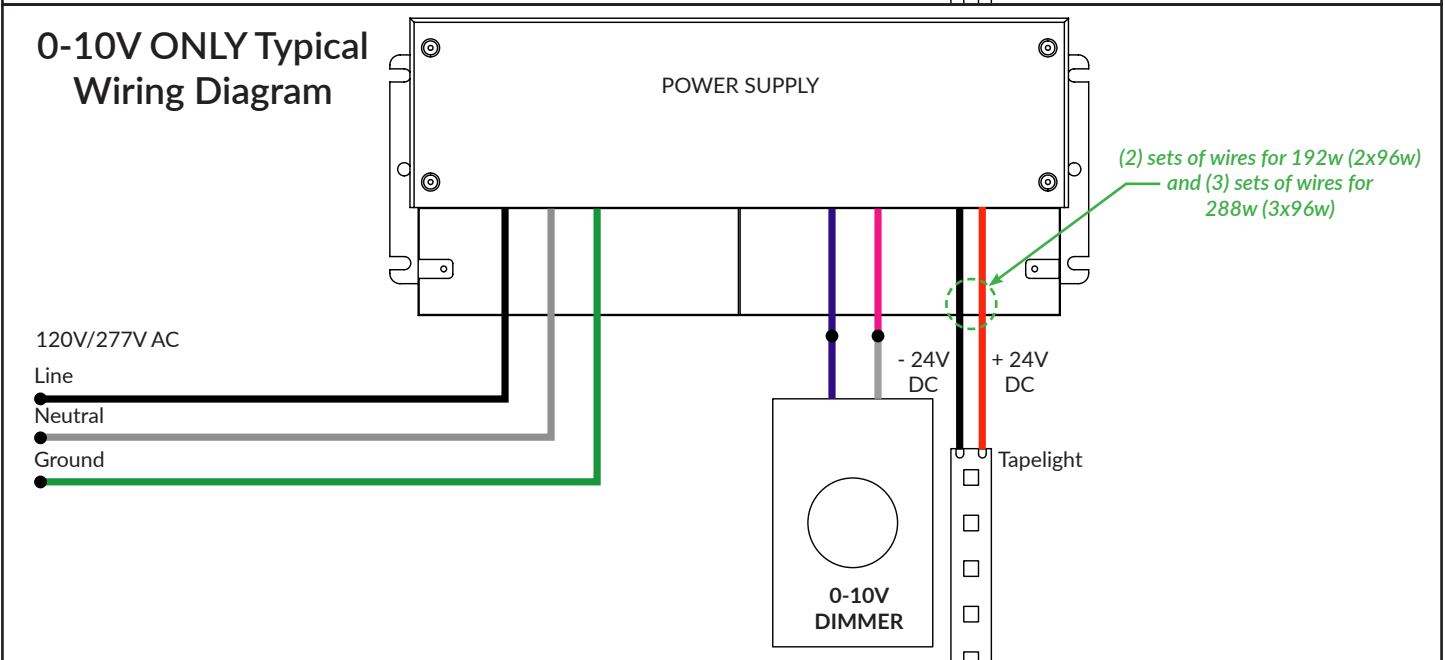 0-10V ONLY Typical
Wiring Diagram
POWER SUPPLY
(2) sets of wires for 192w (2x96w)
and (3) sets of wires for
288w (3x96w)
120V/277V AC
Line
Neutral
Ground
- 24V
DC
+ 24V
DC
Tapelight
0-10V
DIMMER